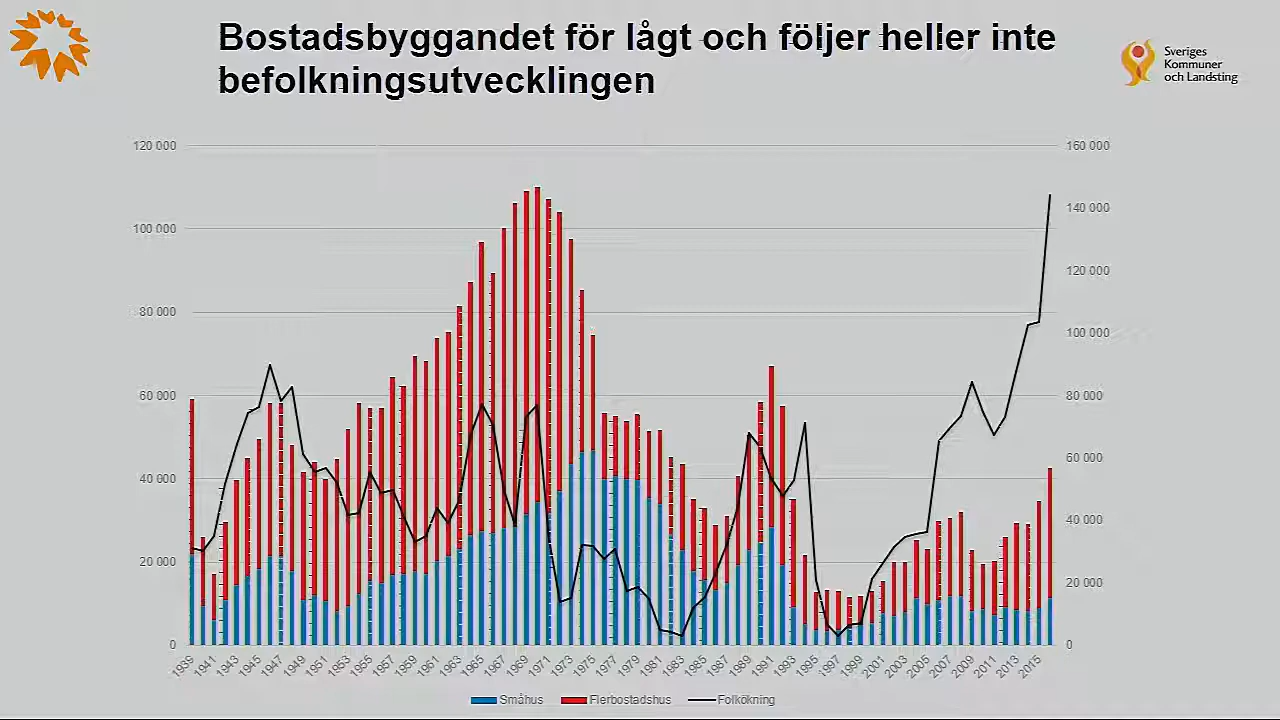 Bostadsbyggandet för lågt och följer heller inte
befolkningsutvecklingen
Sveriges
Kommuner
och Landsting
120 000
100 000
80 000
60 000
40 000
20 000
0
160 000
140 000
120 000
100 000
80 000
60 000
40 000
20 000
0
1939 1941 1943 1945 1947 1949 1951 1953 1955 1957 1959 1961 1963 1965 1967 1969 1971 1973 1975 1977 1979 1981 1983 1985 1987 1989 1991 1993 1995 1997 1999 2001 2003 2005 2007 2009 2011 2013 2015
Småhus Flerbostadshus Folkökning